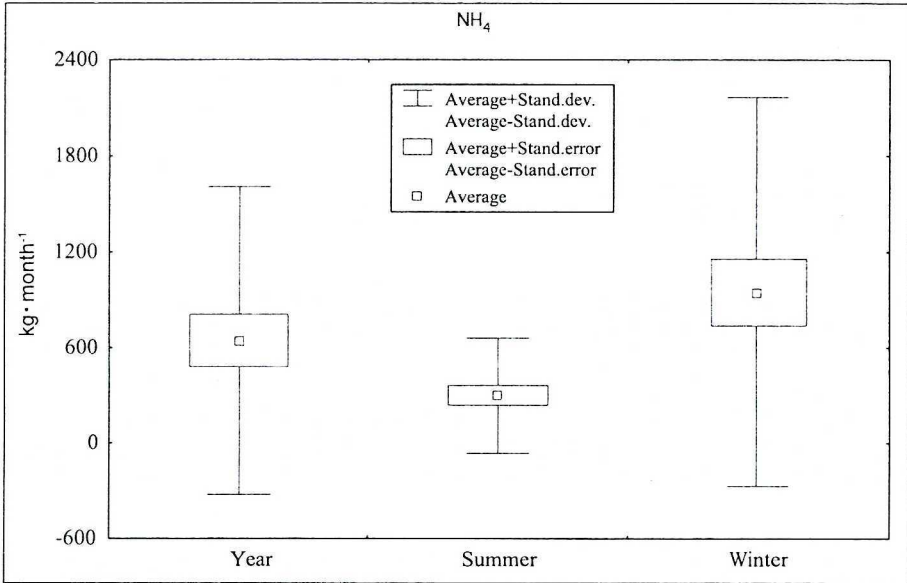 NH₄
2400
1800
1200
600
0
-600
kg · month⁻¹
Average+Stand.dev.
Average-Stand.dev.
Average+Stand.error
Average-Stand.error
Average
Year Summer Winter